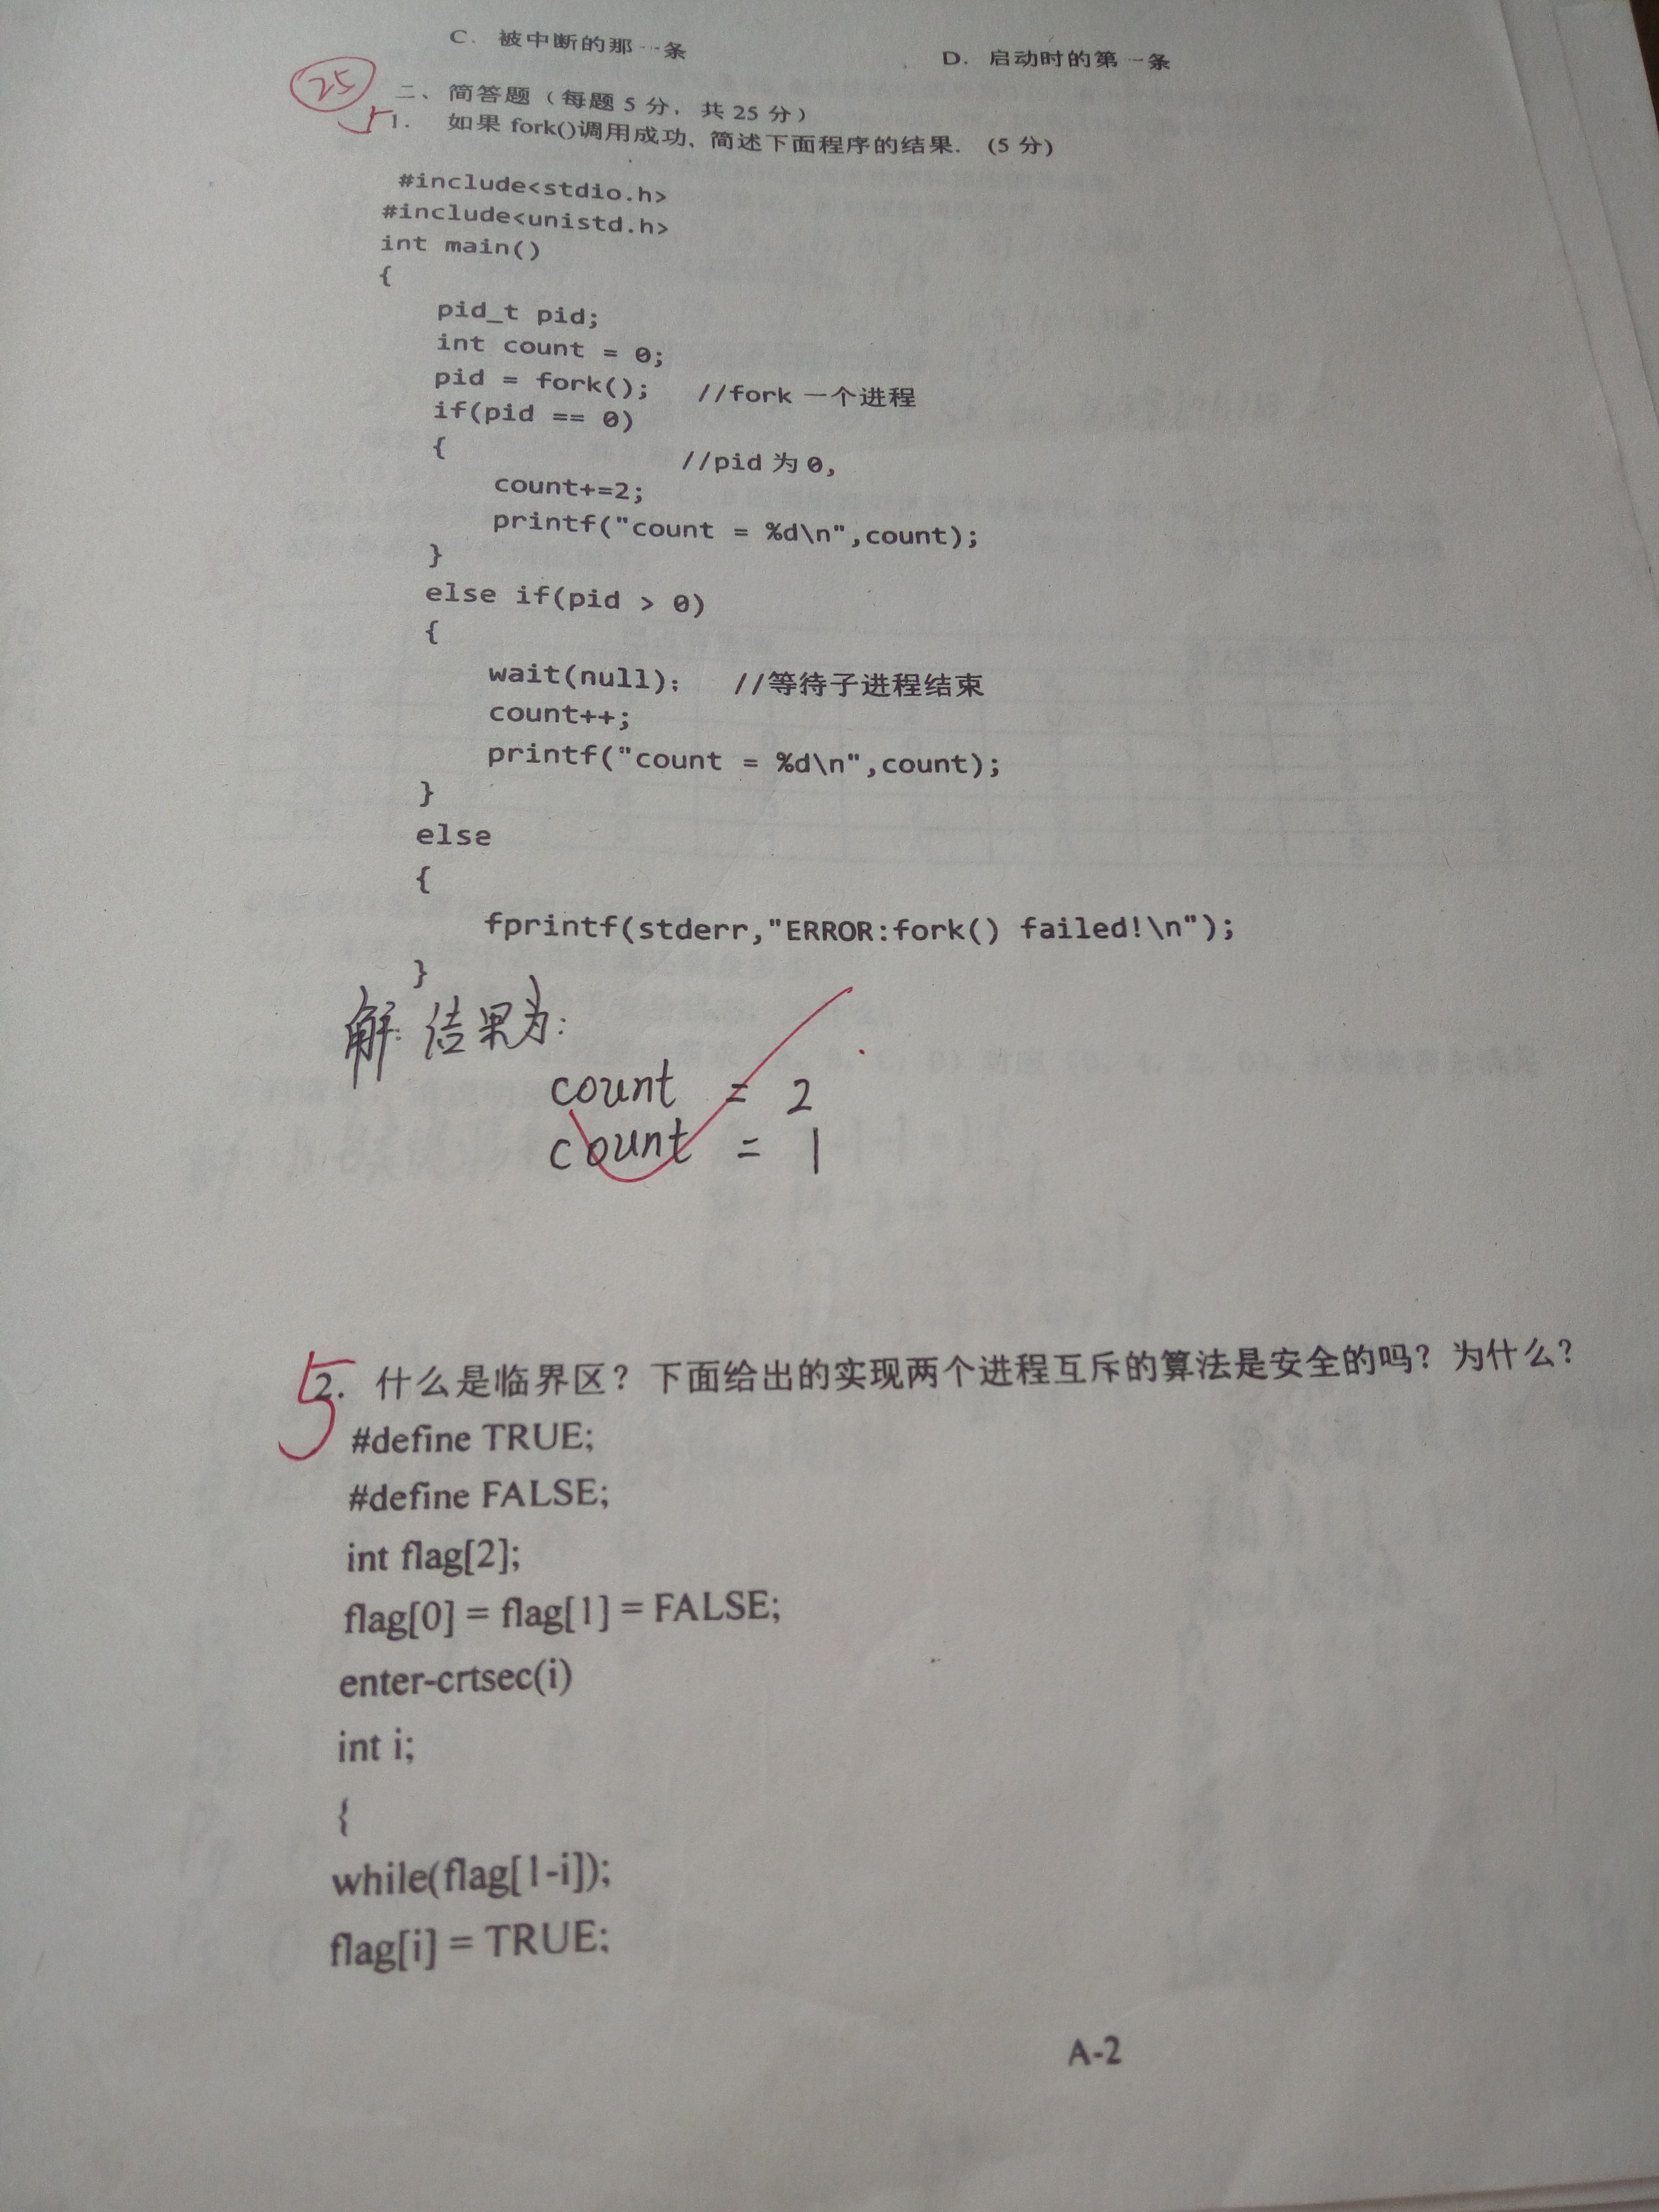 C. 被中断的那一条
D. 启动时的第一条
25
二、简答题（每题 5 分，共 25 分）
5
1. 如果 fork()调用成功、简述下面程序的结果. (5 分)
#include<stdio.h>
#include<unistd.h>
int main()
{
pid_t pid;
int count = 0;
pid = fork(); //fork 一个进程
if(pid == 0)
{ //pid 为 0,
count+=2;
printf("count = %d\n",count);
}
else if(pid > 0)
{
wait(null); //等待子进程结束
count++;
printf("count = %d\n",count);
}
else
{
fprintf(stderr,"ERROR:fork() failed!\n");
}
解: 结果为:
count = 2
count = 1
5
2. 什么是临界区？下面给出的实现两个进程互斥的算法是安全的吗？为什么？
#define TRUE;
#define FALSE;
int flag[2];
flag[0] = flag[1] = FALSE;
enter-crtsec(i)
int i;
{
while(flag[1-i]);
flag[i] = TRUE;
A-2